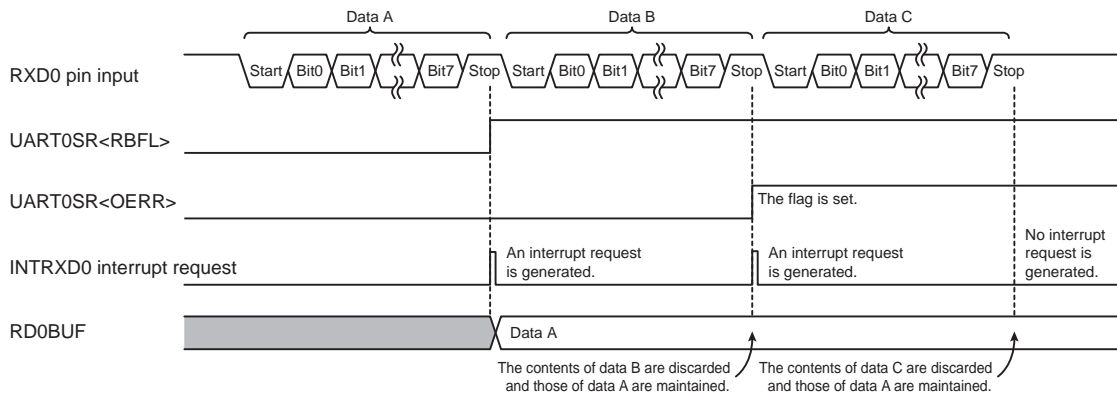 Data A Data B Data C
RXD0 pin input
Start Bit0 Bit1 Bit7 Stop Start Bit0 Bit1 Bit7 Stop Start Bit0 Bit1 Bit7 Stop
UART0SR<RBFL>
UART0SR<OERR>
The flag is set.
INTRXD0 interrupt request
An interrupt request
is generated.
An interrupt request
is generated.
No interrupt
request is
generated.
RD0BUF
Data A
The contents of data B are discarded
and those of data A are maintained.
The contents of data C are discarded
and those of data A are maintained.